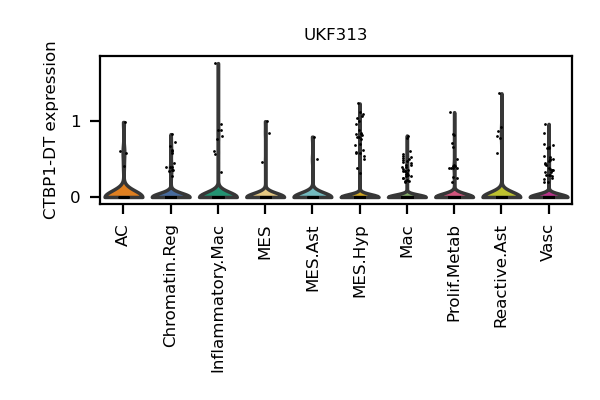 UKF313
CTBP1-DT expression
1
0
AC
Chromatin.Reg
Inflammatory.Mac
MES
MES.Ast
MES.Hyp
Mac
Prolif.Metab
Reactive.Ast
Vasc